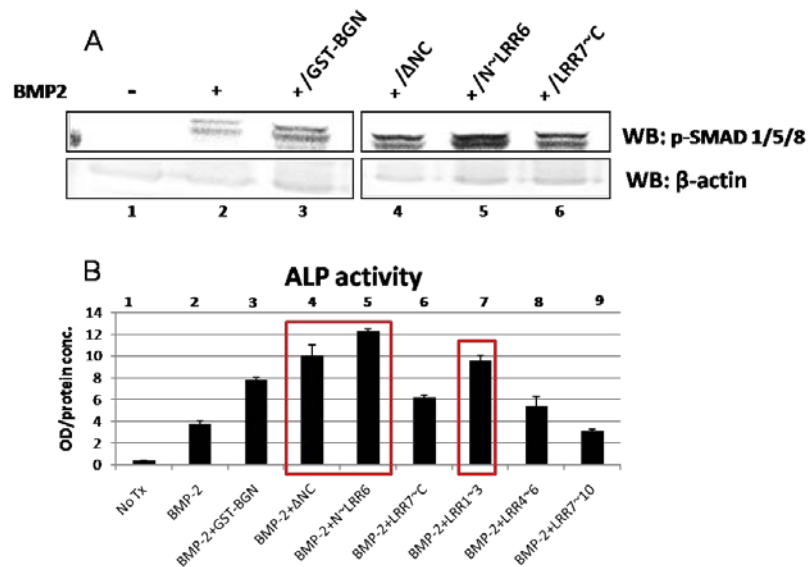 A
BMP2 - + +/GST-BGN +/ΔNC +/N~LRR6 +/LRR7~C
WB: p-SMAD 1/5/8
WB: β-actin
1 2 3 4 5 6
B
ALP activity
1 2 3 4 5 6 7 8 9
OD/protein conc.
14
12
10
8
6
4
2
0
No Tx
BMP-2
BMP-2+GST-BGN
BMP-2+ΔNC
BMP-2+N~LRR6
BMP-2+LRR7~C
BMP-2+LRR1~3
BMP-2+LRR4~6
BMP-2+LRR7~10